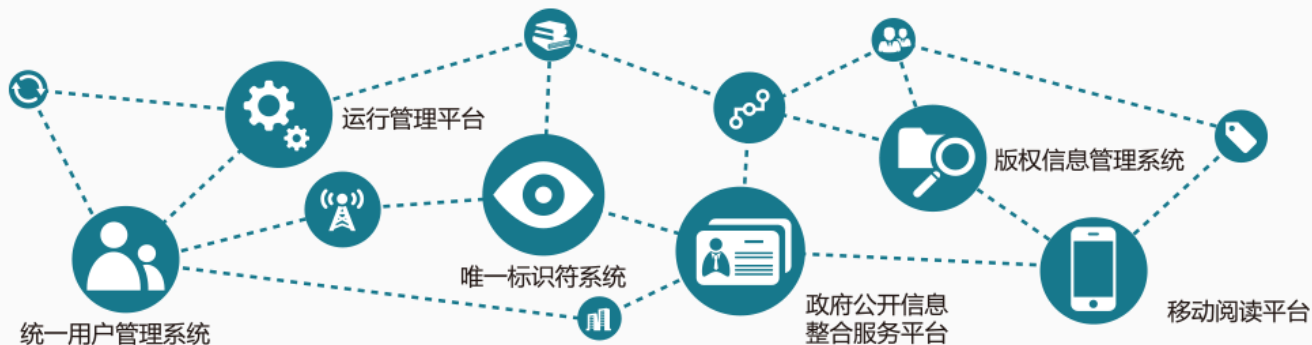 运行管理平台
版权信息管理系统
唯一标识符系统
政府公开信息
整合服务平台
移动阅读平台
统一用户管理系统